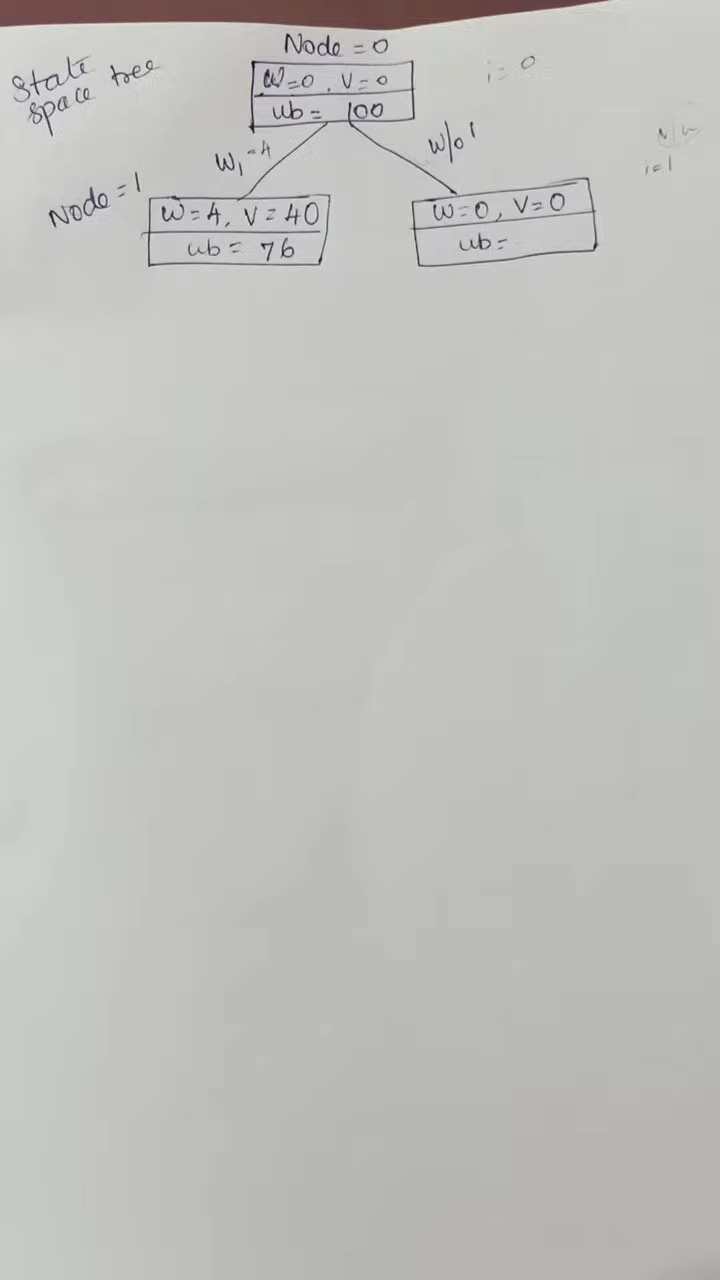 State
space tree
Node = 0
W=0, V=0
ub = 100
i = 0
W₁ = 4
w/o 1
i=1
Node = 1
W=4, V=40
ub = 76
W=0, V=0
ub =